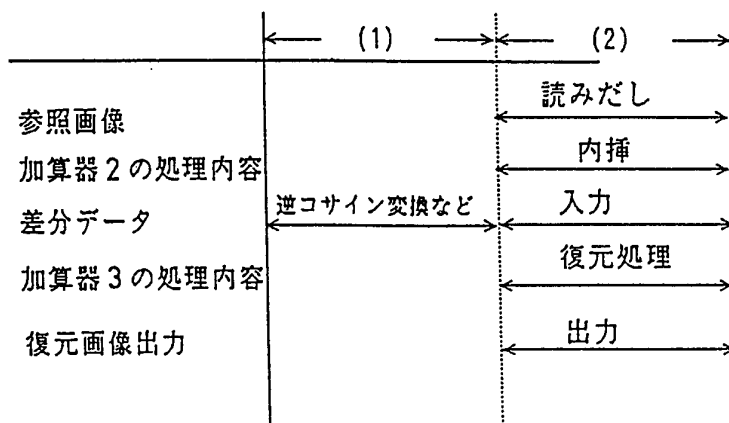 (1) (2)
参照画像 読みだし
加算器2の処理内容 内挿
差分データ 逆コサイン変換など 入力
加算器3の処理内容 復元処理
復元画像出力 出力